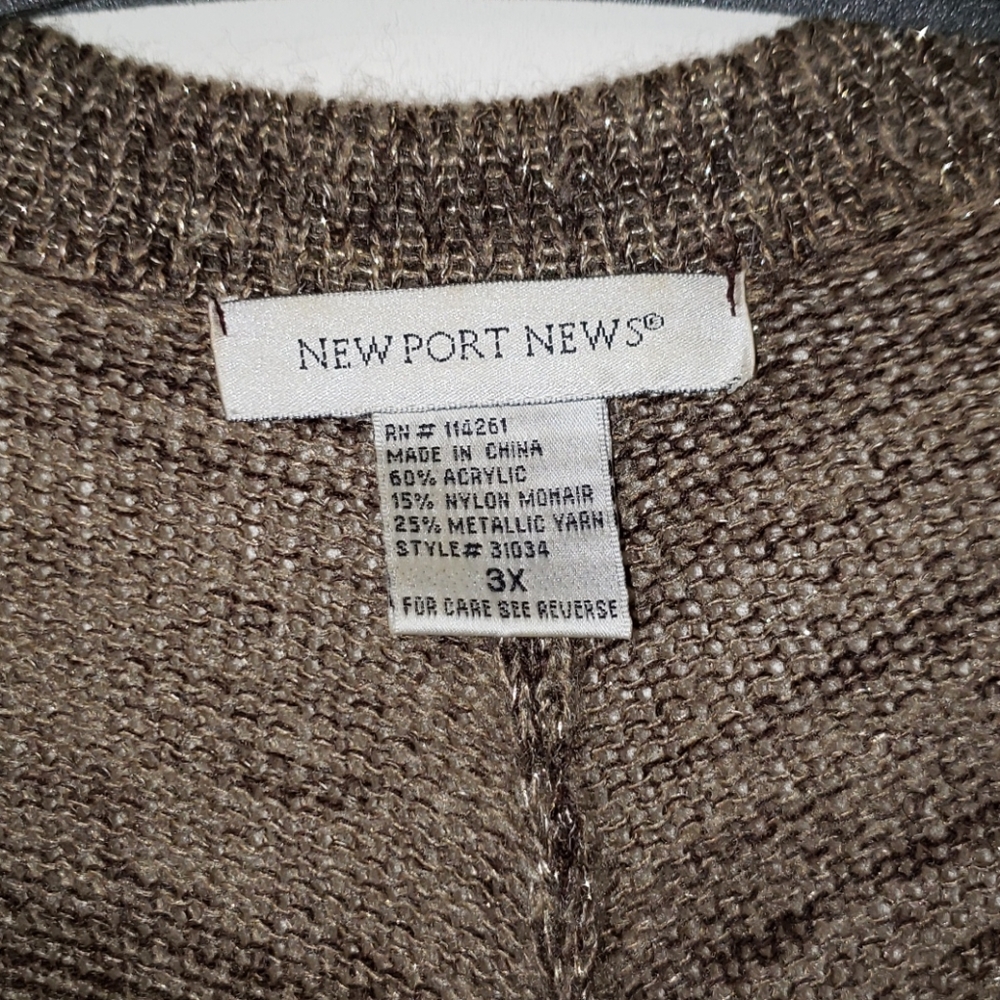 NEWPORT NEWS®
RN # 114261
MADE IN CHINA
60% ACRYLIC
15% NYLON MOHAIR
25% METALLIC YARN
STYLE# 31034
3X
FOR CARE SEE REVERSE